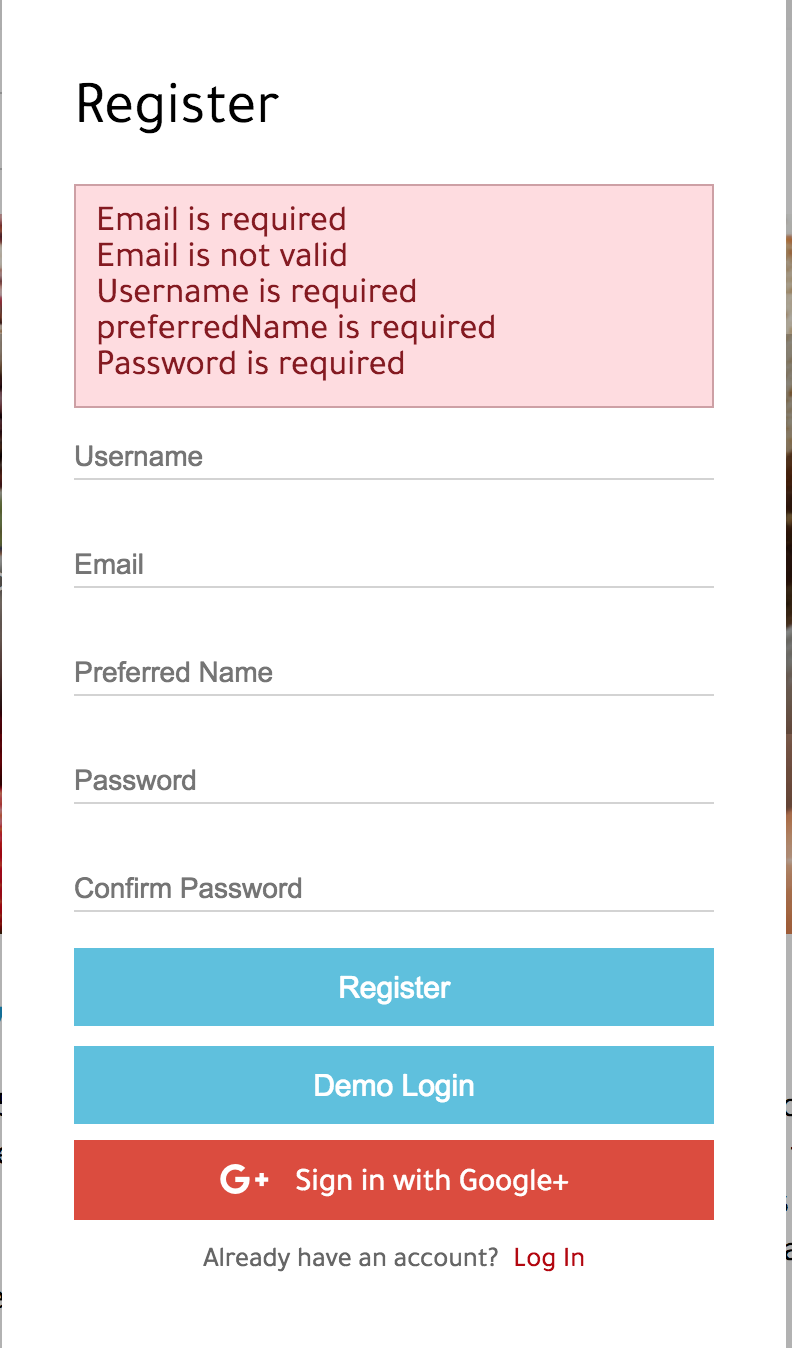 Register
Email is required
Email is not valid
Username is required
preferredName is required
Password is required
Username
Email
Preferred Name
Password
Confirm Password
Register
Demo Login
G+ Sign in with Google+
Already have an account? Log In